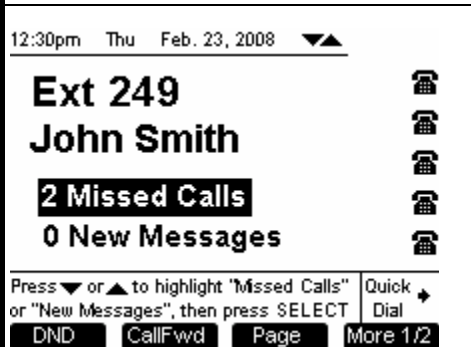 12:30pm Thu Feb. 23, 2008
Ext 249
John Smith
2 Missed Calls
0 New Messages
Press ▼ or ▲ to highlight "Missed Calls"
or "New Messages", then press SELECT
Quick
Dial
DND CallFwd Page More 1/2